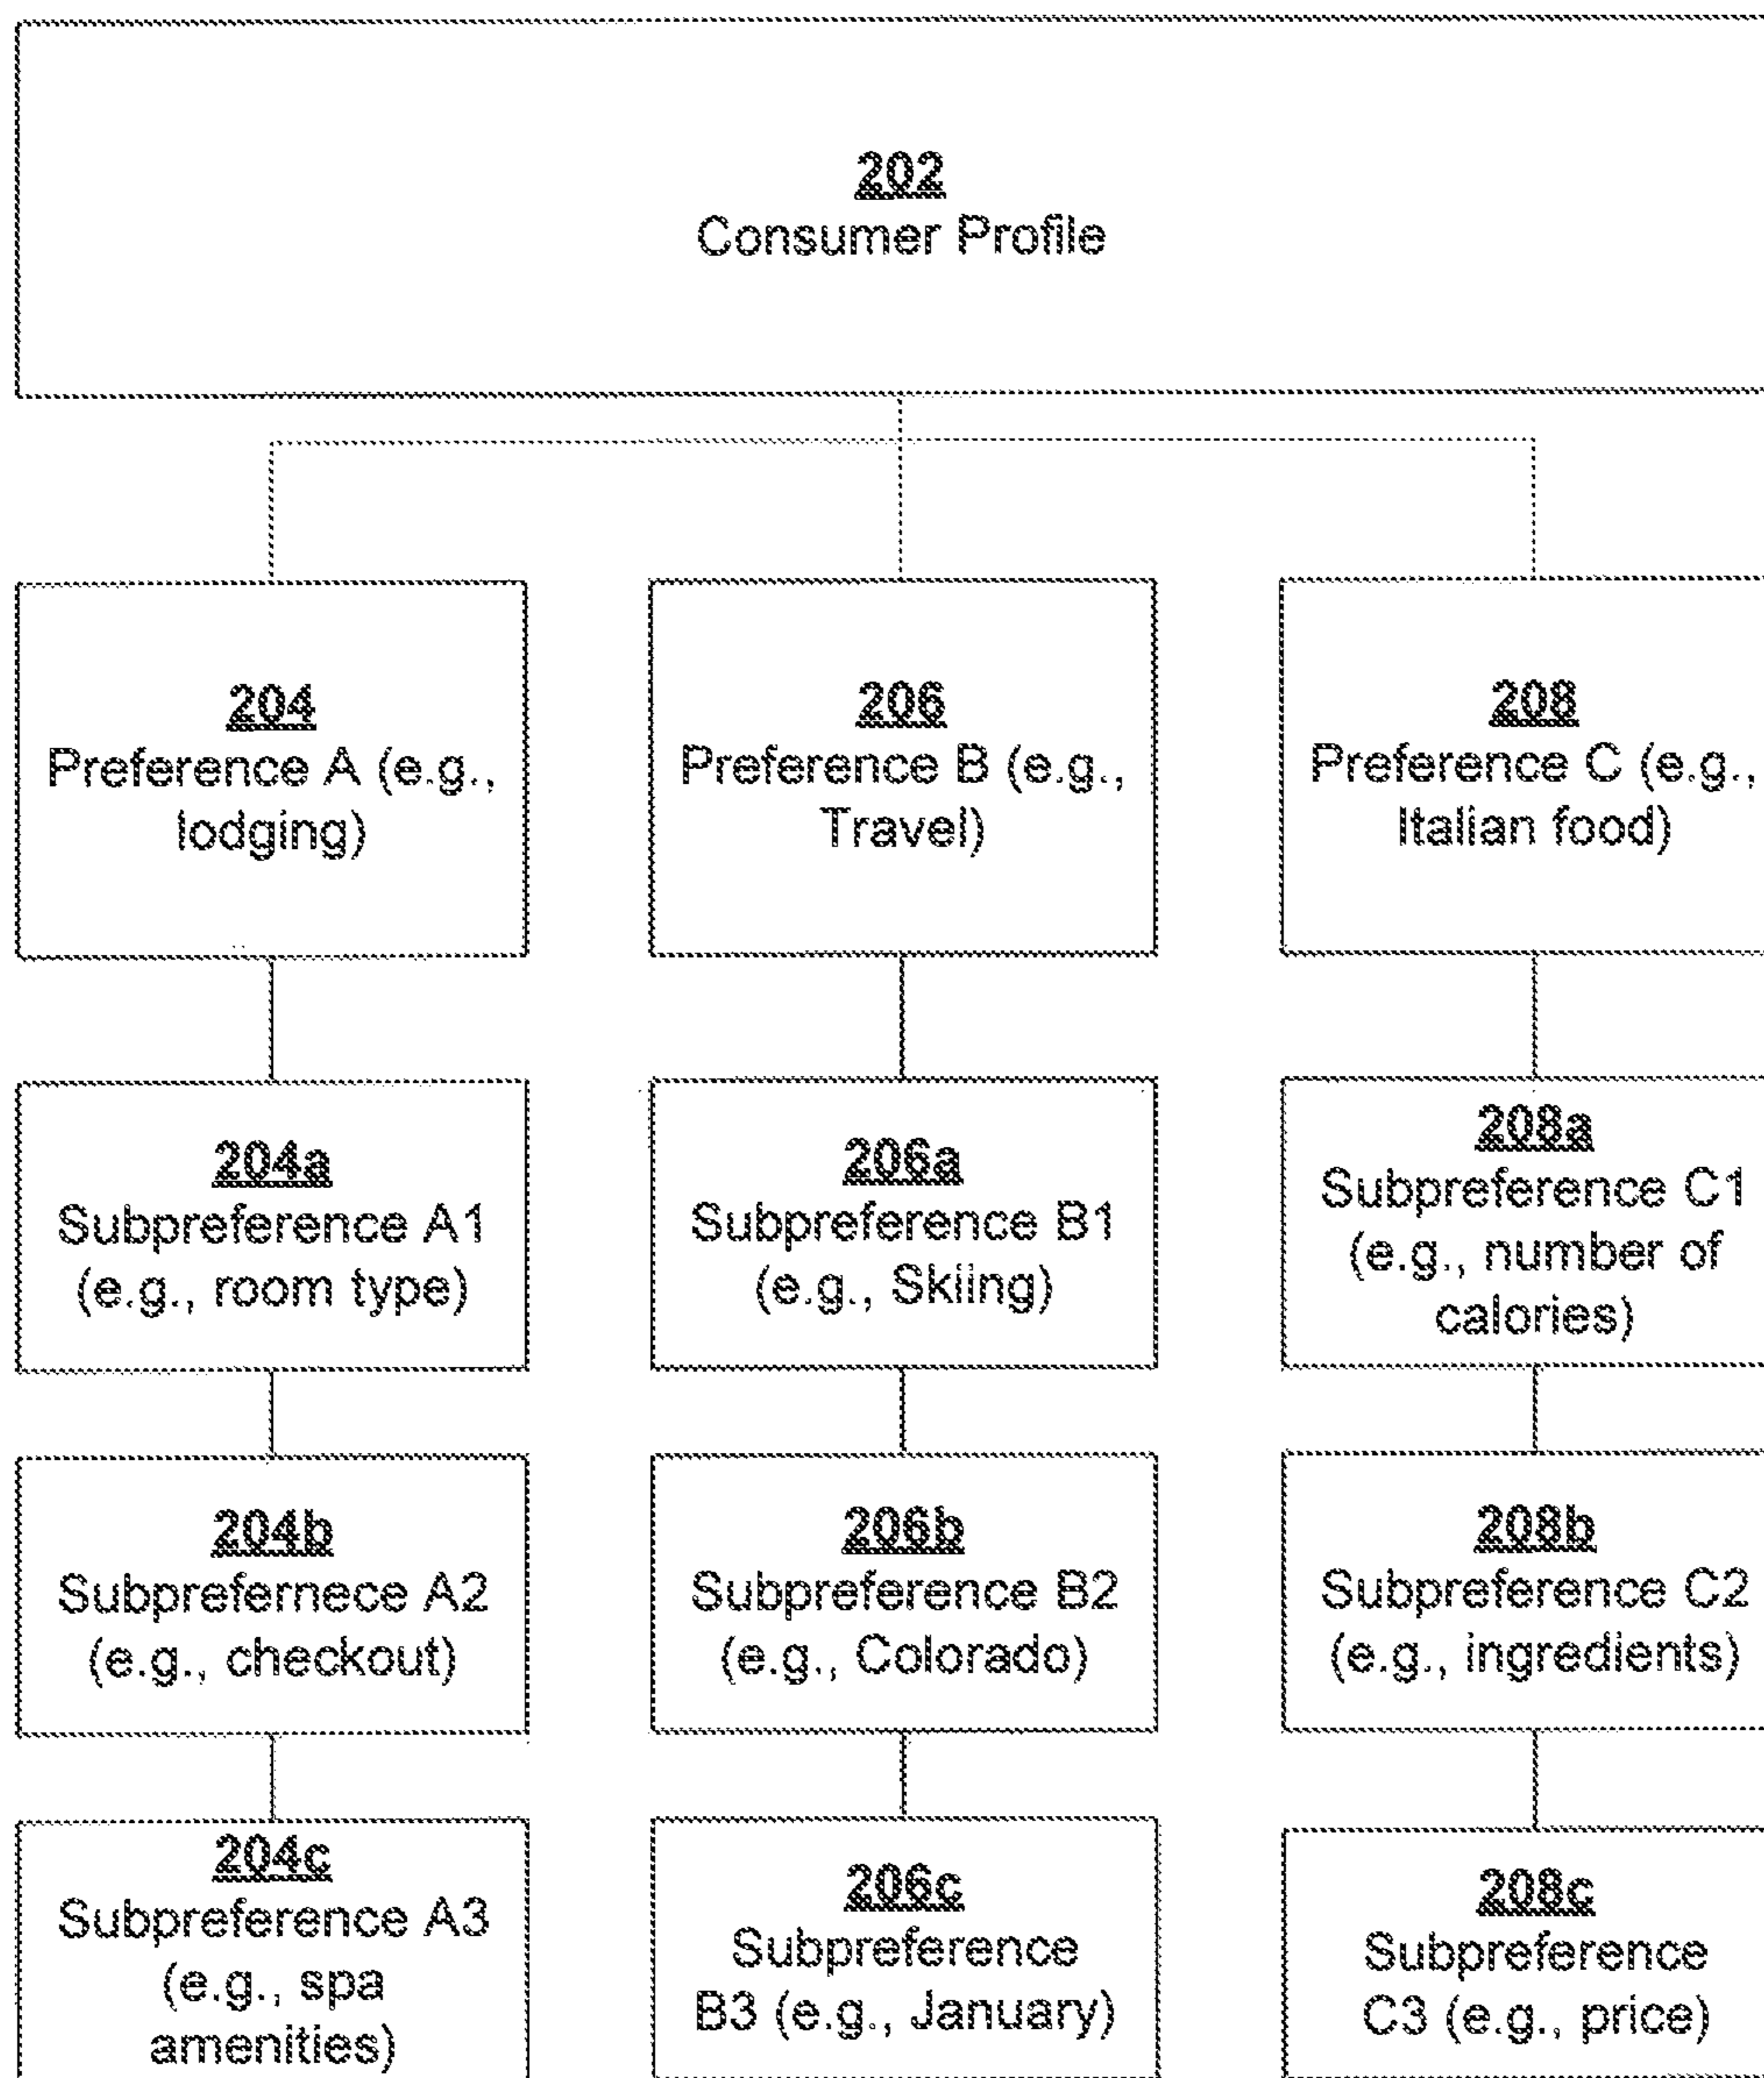 202
Consumer Profile
204
Preference A (e.g.,
lodging)
206
Preference B (e.g.,
Travel)
208
Preference C (e.g.,
Italian food)
204a
Subpreference A1
(e.g., room type)
206a
Subpreference B1
(e.g., Skiing)
208a
Subpreference C1
(e.g., number of
calories)
204b
Subprefernece A2
(e.g., checkout)
206b
Subpreference B2
(e.g., Colorado)
208b
Subpreference C2
(e.g., ingredients)
204c
Subpreference A3
(e.g., spa
amenities)
206c
Subpreference
B3 (e.g., January)
208c
Subpreference
C3 (e.g., price)